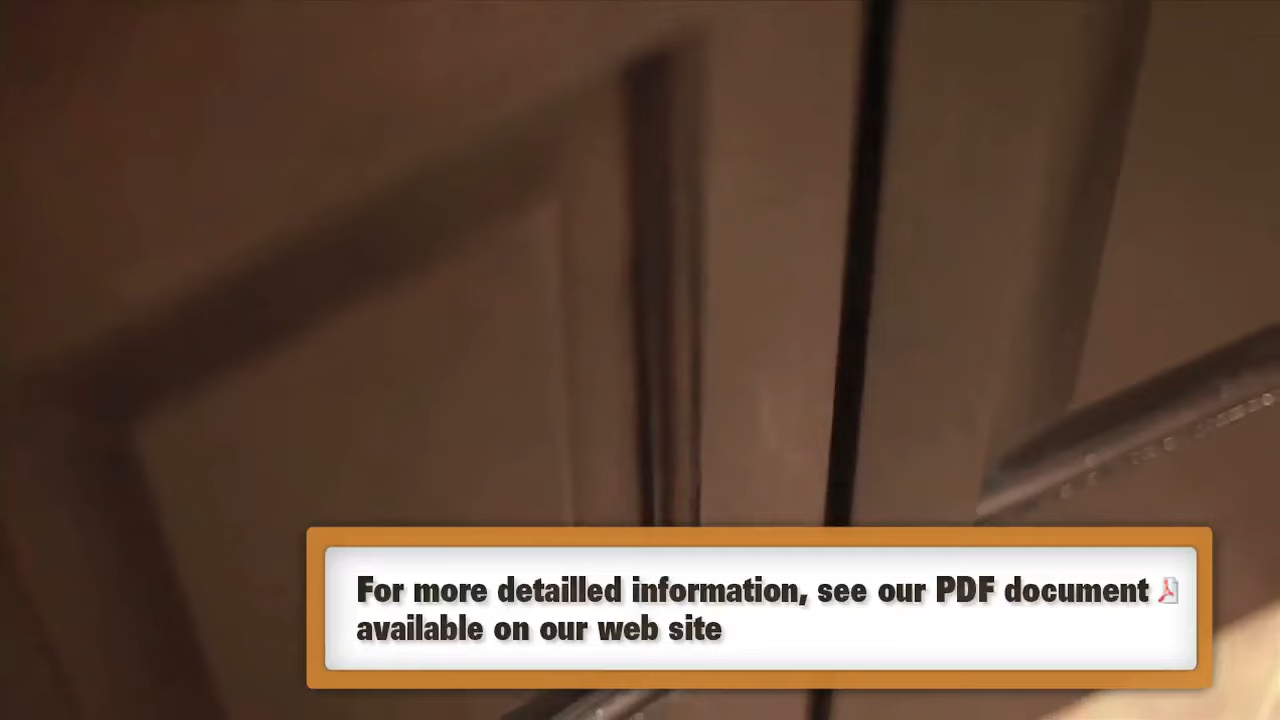 For more detailled information, see our PDF document
available on our web site